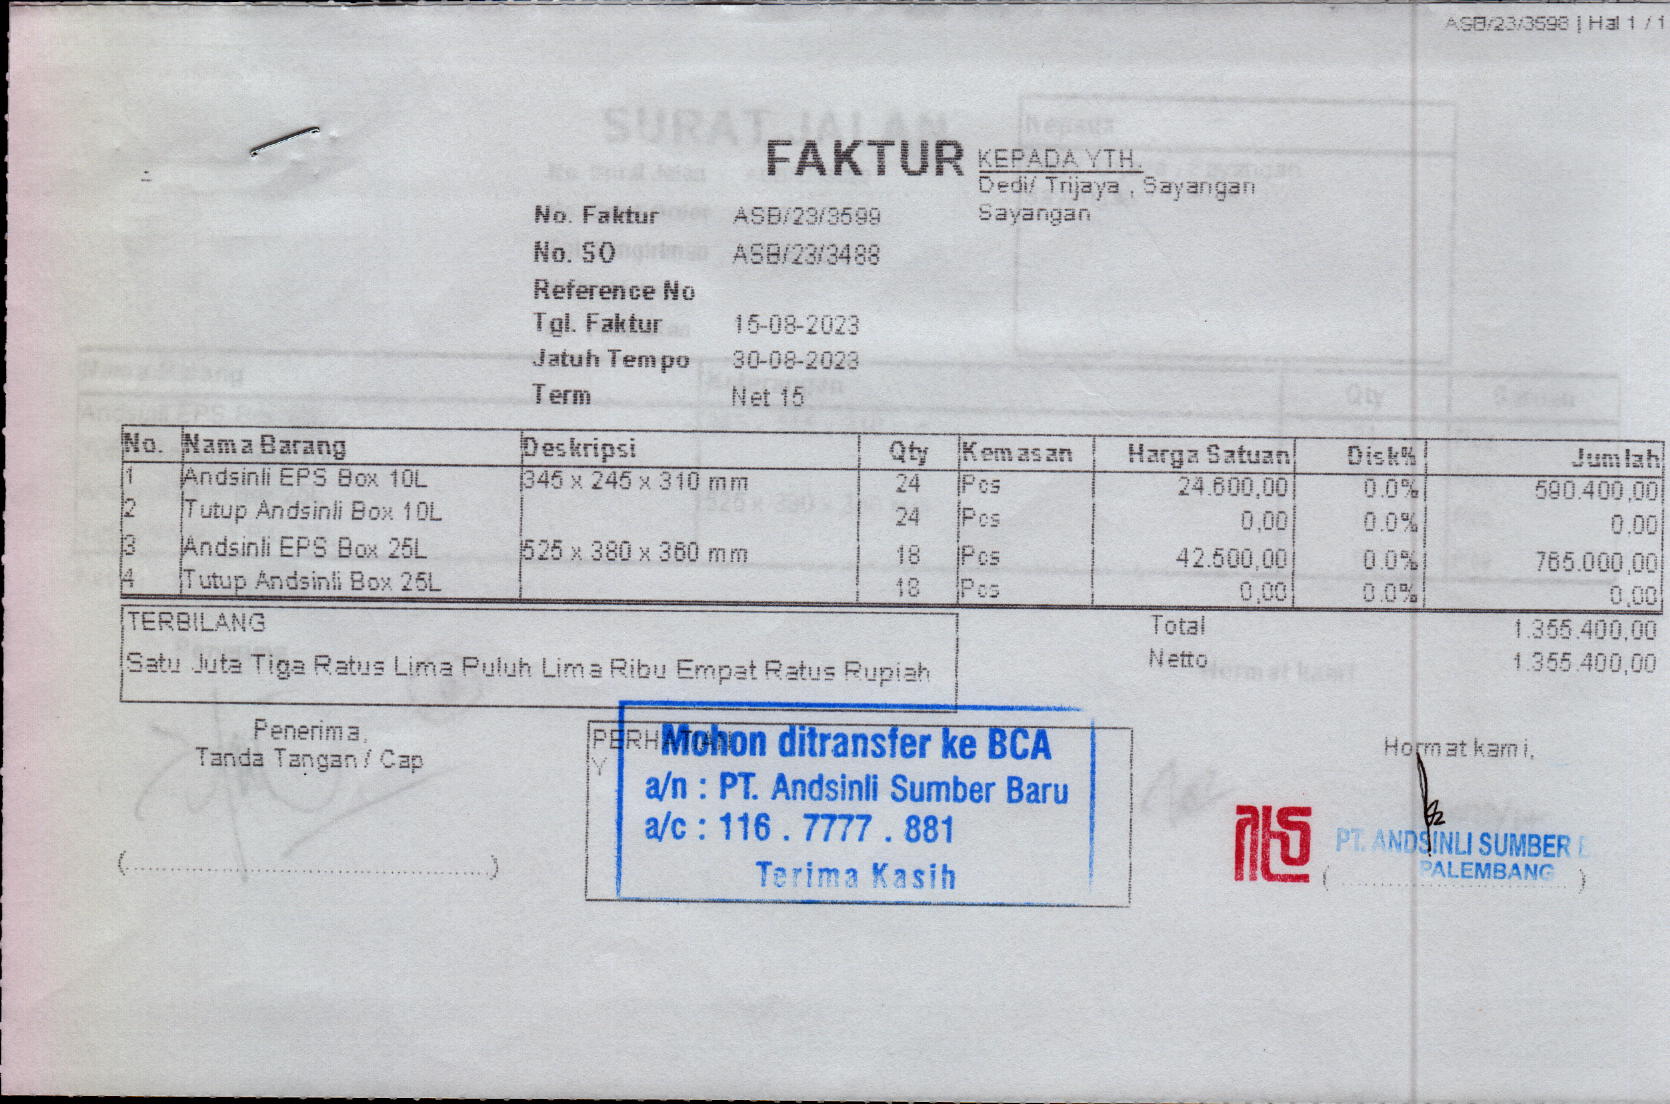 ASB/23/3598 | Hal 1 / 1
SURAT JALAN
Kepada
FAKTUR
KEPADA YTH.
Dedi/ Trijaya , Sayangan
Sayangan
No. Faktur ASB/23/3599
No. SO ASB/23/3488
Reference No
Tgl. Faktur 15-08-2023
Jatuh Tempo 30-08-2023
Term Net 15
No. Nama Barang Deskripsi Qty Kemasan Harga Satuan Disk% Jumlah
1 Andsinli EPS Box 10L 345 x 245 x 310 mm 24 Pcs 24.600,00 0.0% 590.400,00
2 Tutup Andsinli Box 10L 24 Pcs 0,00 0.0% 0,00
3 Andsinli EPS Box 25L 525 x 380 x 360 mm 18 Pcs 42.500,00 0.0% 765.000,00
4 Tutup Andsinli Box 25L 18 Pcs 0,00 0.0% 0,00
TERBILANG
Satu Juta Tiga Ratus Lima Puluh Lima Ribu Empat Ratus Rupiah
Total 1.355.400,00
Netto 1.355.400,00
Hormat kami
Penerima,
Tanda Tangan / Cap
PERHATIAN
Y
Mohon ditransfer ke BCA
a/n : PT. Andsinli Sumber Baru
a/c : 116 . 7777 . 881
Terima Kasih
Hormat kami,
PT. ANDSINLI SUMBER B
PALEMBANG